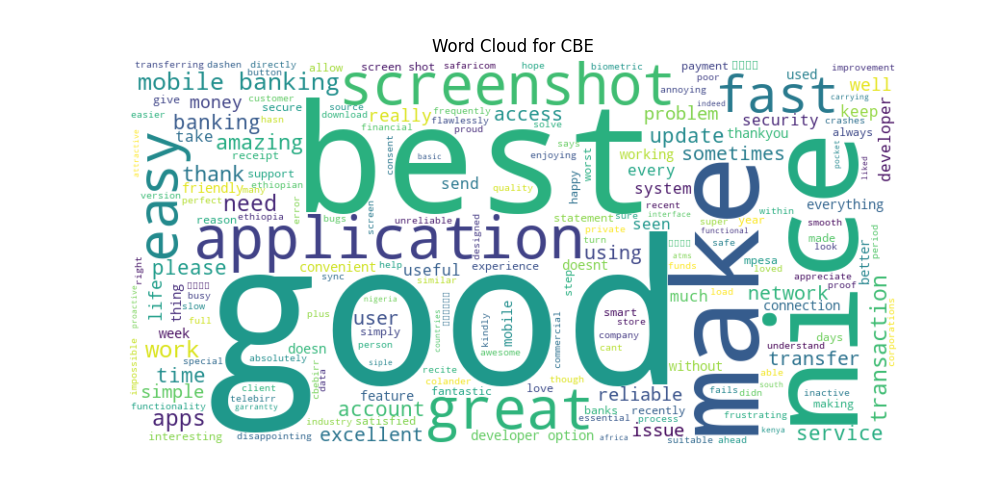 Word Cloud for CBE
transferring dashen directly screen shot safaricom hope biometric payment improvement
mobile banking button allow screenshot poor fast used well
give money customer secure source annoying indeed carrying
easier banking hasn download really frequently access problem security keep
take amazing financial flawlessly proud solve update thankyou crashes always developer
attractive easy receipt best says working sometimes
thank support consent basic enjoying worst every pocket liked
friendly many ethiopian send quality happy system recent everything
version perfect need
reason ethiopia error bugs screen unreliable statement sure seen interface super year within smooth
application designed private using turn functional made look better period
please convenient help useful experience doesnt safe atms mpesa
right life thing sync similar step funds loved appreciate proof
busy good much load network
proactive slow full plus nigeria countries kindly mobile commercial smart store make nice connection transaction corporations
week user simply company days
work special doesn person awesome cant understand
impossible absolutely siple without transfer
time data cbebirr recite though able
simple client telebirr feature colander fantastic love reliable fails south didn inactive making
functionality garrantty account great banks recently frustrating
apps industry satisfied essential process
interesting disappointing excellent developer option africa issue suitable ahead kenya service